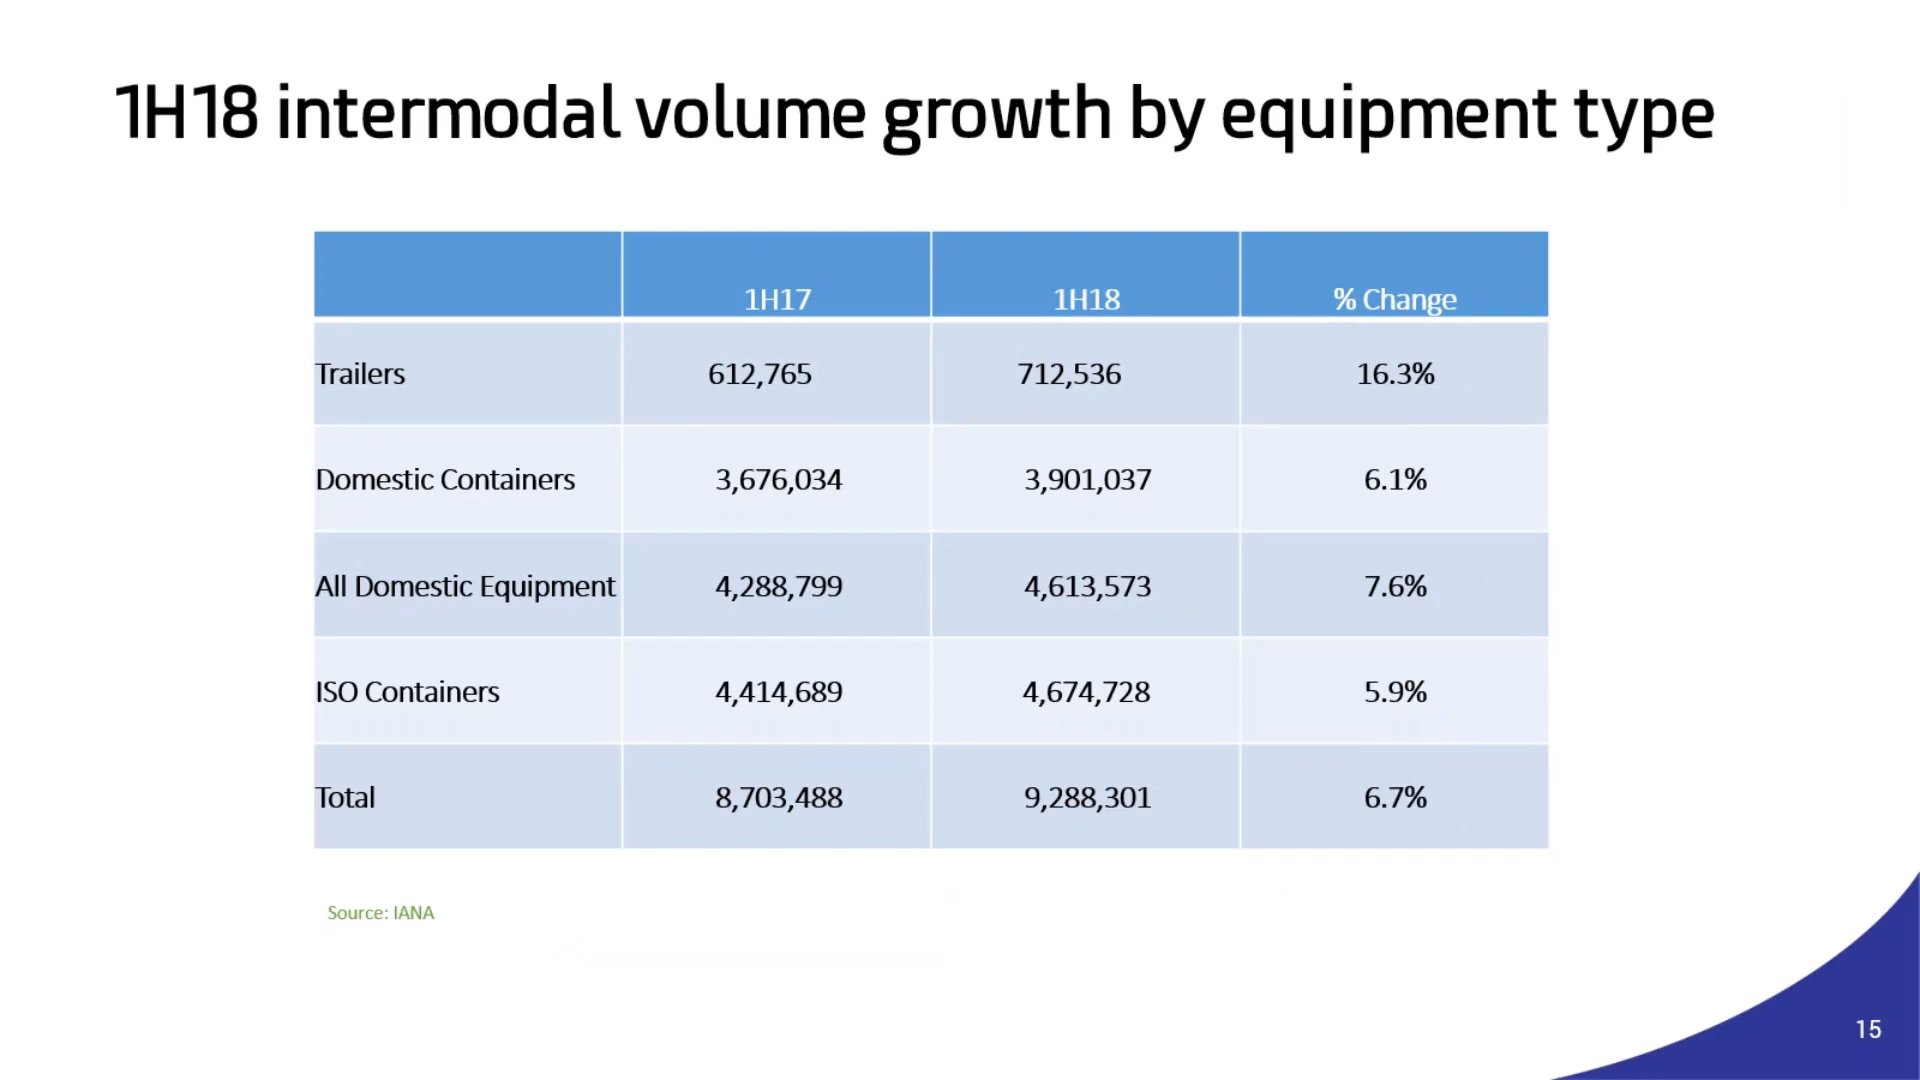 1H18 intermodal volume growth by equipment type
1H17 1H18 % Change
Trailers 612,765 712,536 16.3%
Domestic Containers 3,676,034 3,901,037 6.1%
All Domestic Equipment 4,288,799 4,613,573 7.6%
ISO Containers 4,414,689 4,674,728 5.9%
Total 8,703,488 9,288,301 6.7%
Source: IANA
15